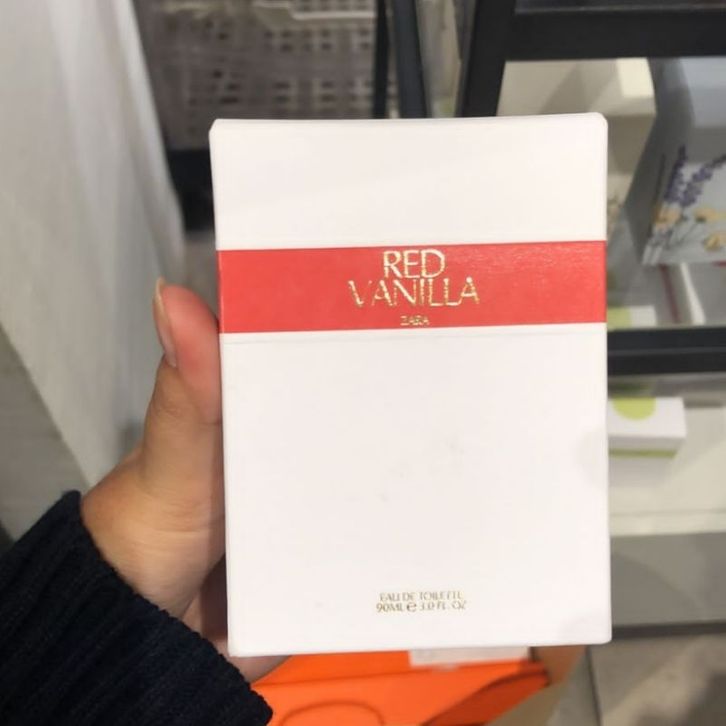 RED
VANILLA
ZARA
EAU DE TOILETTE
90ML e 3.0 FL. OZ